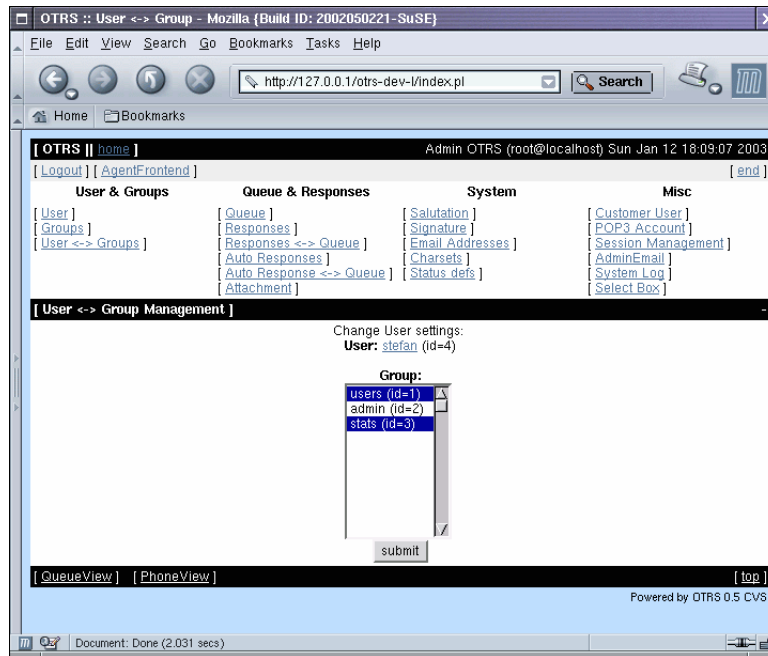 OTRS :: User <-> Group - Mozilla {Build ID: 2002050221-SuSE}
File Edit View Search Go Bookmarks Tasks Help
http://127.0.0.1/otrs-dev-l/index.pl Search
Home Bookmarks
[ OTRS || home ] Admin OTRS (root@localhost) Sun Jan 12 18:09:07 2003
[ Logout ] [ AgentFrontend ] [ end ]
User & Groups Queue & Responses System Misc
[ User ] [ Queue ] [ Salutation ] [ Customer User ]
[ Groups ] [ Responses ] [ Signature ] [ POP3 Account ]
[ User <-> Groups ] [ Responses <-> Queue ] [ Email Addresses ] [ Session Management ]
[ Auto Responses ] [ Charsets ] [ AdminEmail ]
[ Auto Response <-> Queue ] [ Status defs ] [ System Log ]
[ Attachment ] [ Select Box ]
[ User <-> Group Management ] -
Change User settings:
User: stefan (id=4)
Group:
users (id=1)
admin (id=2)
stats (id=3)
submit
[ QueueView ] [ PhoneView ] [ top ]
Powered by OTRS 0.5 CVS
Document: Done (2.031 secs)